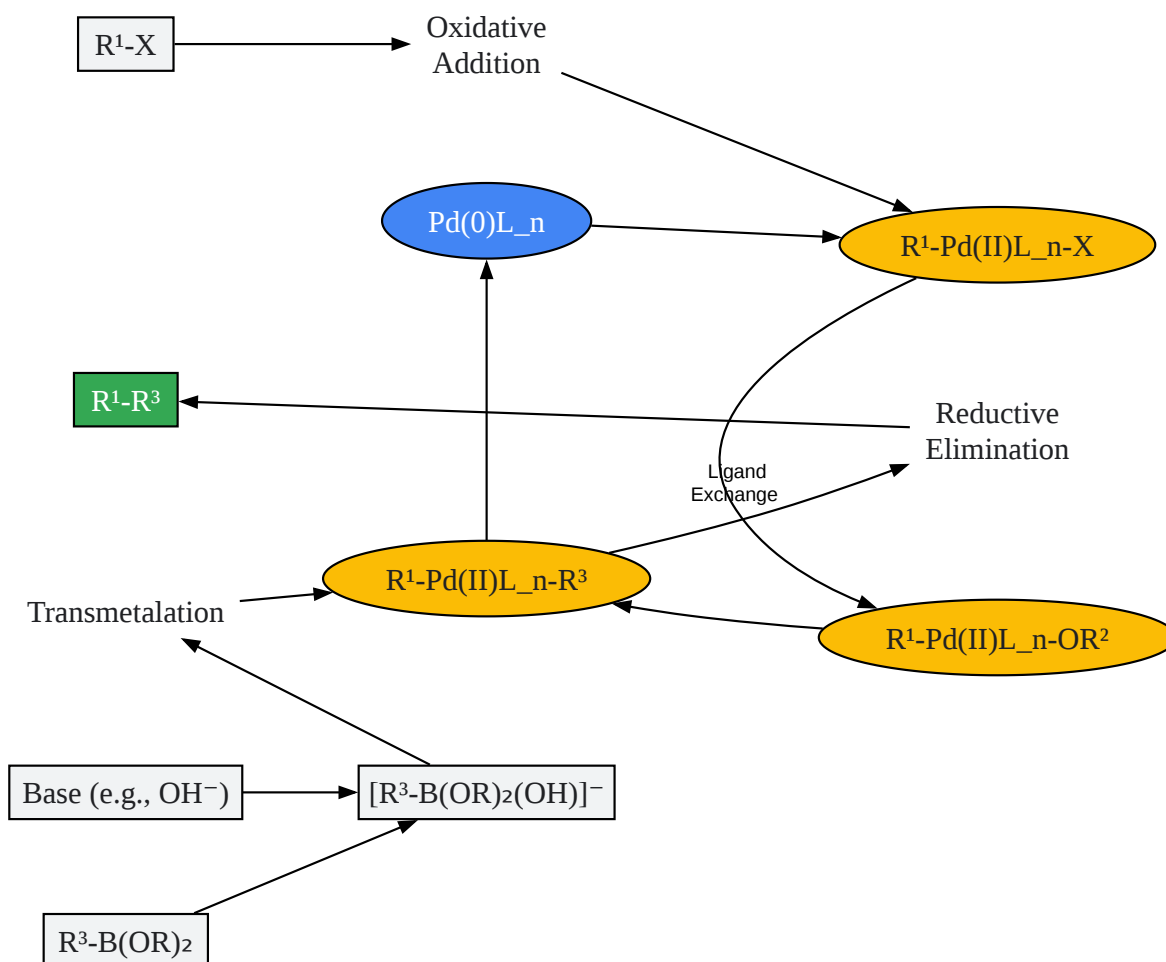 R¹-X
Oxidative
Addition
Pd(0)L_n
R¹-Pd(II)L_n-X
R¹-R³
Reductive
Elimination
Ligand
Exchange
R¹-Pd(II)L_n-R³
Transmetalation
R¹-Pd(II)L_n-OR²
Base (e.g., OH⁻)
[R³-B(OR)₂(OH)]⁻
R³-B(OR)₂